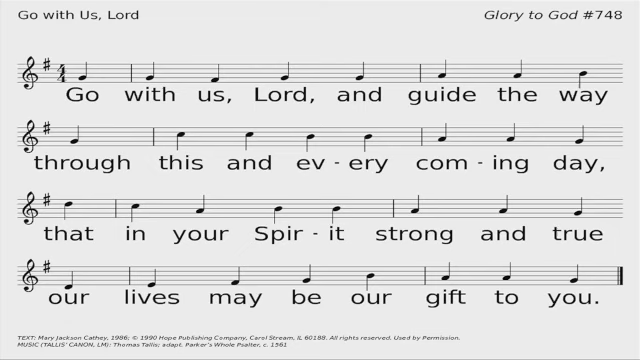 Go with Us, Lord
Glory to God #748
Go with us, Lord, and guide the way
through this and ev - ery com - ing day,
that in your Spir - it strong and true
our lives may be our gift to you.
TEXT: Mary Jackson Cathey, 1986; © 1990 Hope Publishing Company, Carol Stream, IL 60188. All rights reserved. Used by Permission.
MUSIC (TALLIS' CANON, LM): Thomas Tallis; adapt. Parker's Whole Psalter, c. 1561